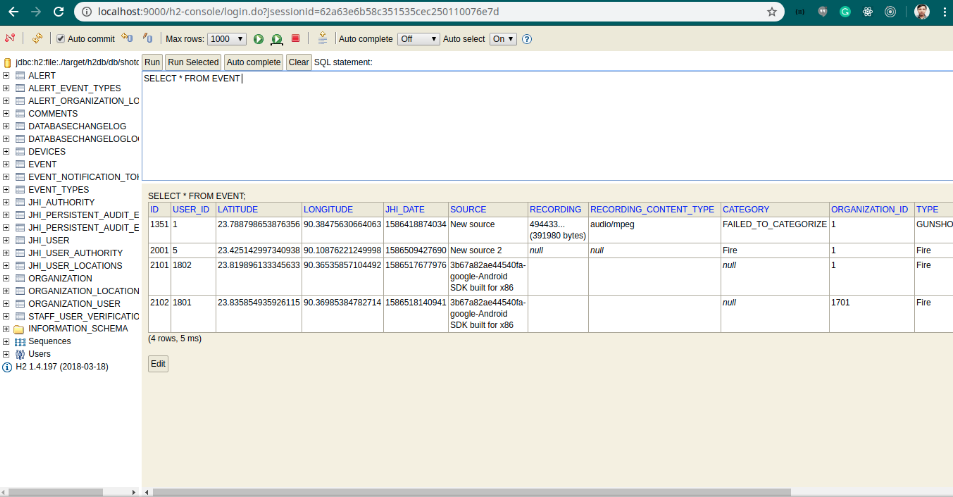 localhost:9000/h2-console/login.do?jsessionid=62a63e6b58c351535cec250110076e7d
Auto commit Max rows: 1000 Auto complete Off Auto select On
jdbc:h2:file:./target/h2db/db/shotd
ALERT
ALERT_EVENT_TYPES
ALERT_ORGANIZATION_LO
COMMENTS
DATABASECHANGELOG
DATABASECHANGELOGLO
DEVICES
EVENT
EVENT_NOTIFICATION_TO
EVENT_TYPES
JHI_AUTHORITY
JHI_PERSISTENT_AUDIT_E
JHI_PERSISTENT_AUDIT_E
JHI_USER
JHI_USER_AUTHORITY
JHI_USER_LOCATIONS
ORGANIZATION
ORGANIZATION_LOCATION
ORGANIZATION_USER
STAFF_USER_VERIFICATIO
INFORMATION_SCHEMA
Sequences
Users
H2 1.4.197 (2018-03-18)
Run Run Selected Auto complete Clear SQL statement:
SELECT * FROM EVENT
SELECT * FROM EVENT;
ID USER_ID LATITUDE LONGITUDE JHI_DATE SOURCE RECORDING RECORDING_CONTENT_TYPE CATEGORY ORGANIZATION_ID TYPE
1351 1 23.788798653876356 90.38475630664063 1586418874034 New source 494433... audio/mpeg FAILED_TO_CATEGORIZE 1 GUNSHO
(391980 bytes)
2001 5 23.425142997340938 90.10876221249998 1586509427690 New source 2 null null Fire 1 Fire
2101 1802 23.819896133345633 90.36535857104492 1586517677976 3b67a82ae44540fa- null 1 Fire
google-Android
SDK built for x86
2102 1801 23.835854935926115 90.36985384782714 1586518140941 3b67a82ae44540fa- null 1701 Fire
google-Android
SDK built for x86
(4 rows, 5 ms)
Edit